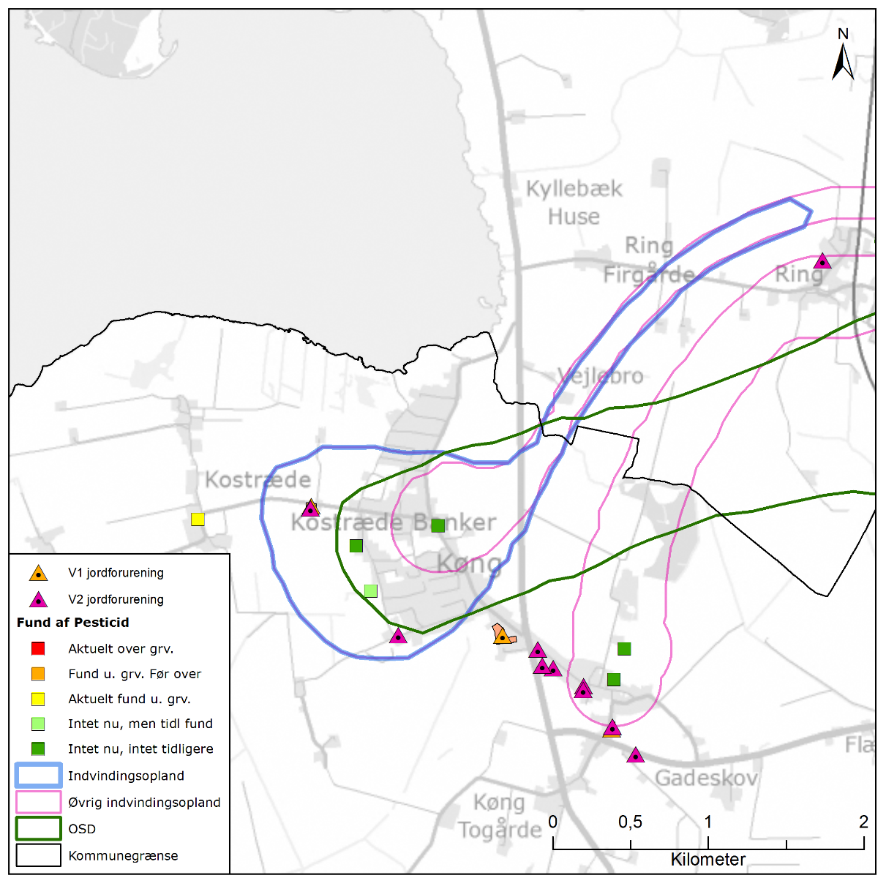 N
Kyllebæk
Huse
Ring
Firgårde
Ring
Vejlebro
Kostræde
Kostræde Banker
Køng
Gadeskov
Køng
Togårde
V1 jordforurening
V2 jordforurening
Fund af Pesticid
Aktuelt over grv.
Fund u. grv. Før over
Aktuelt fund u. grv.
Intet nu, men tidl fund
Intet nu, intet tidligere
Indvindingsopland
Øvrig indvindingsopland
OSD
Kommunegrænse
Flæ
0 0,5 1 2
Kilometer